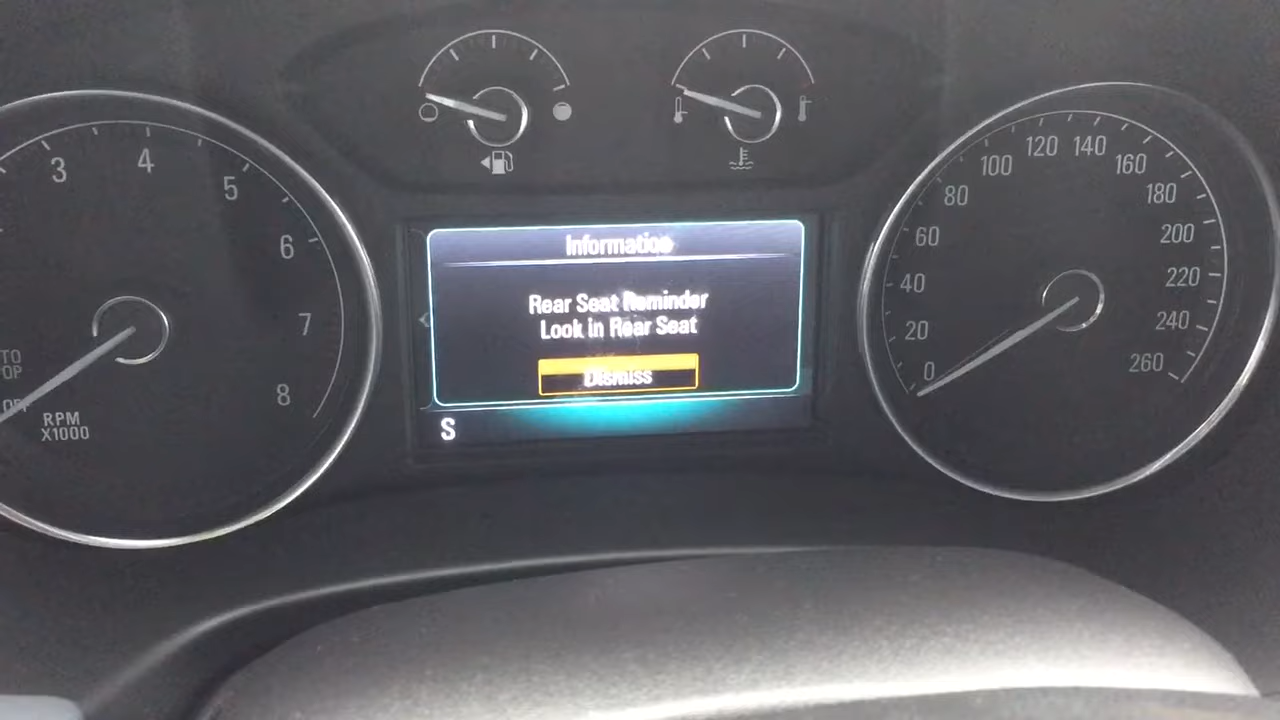 3
4
5
6
7
8
RPM
X1000
Information
Rear Seat Reminder
Look in Rear Seat
Dismiss
S
0
20
40
60
80
100
120
140
160
180
200
220
240
260